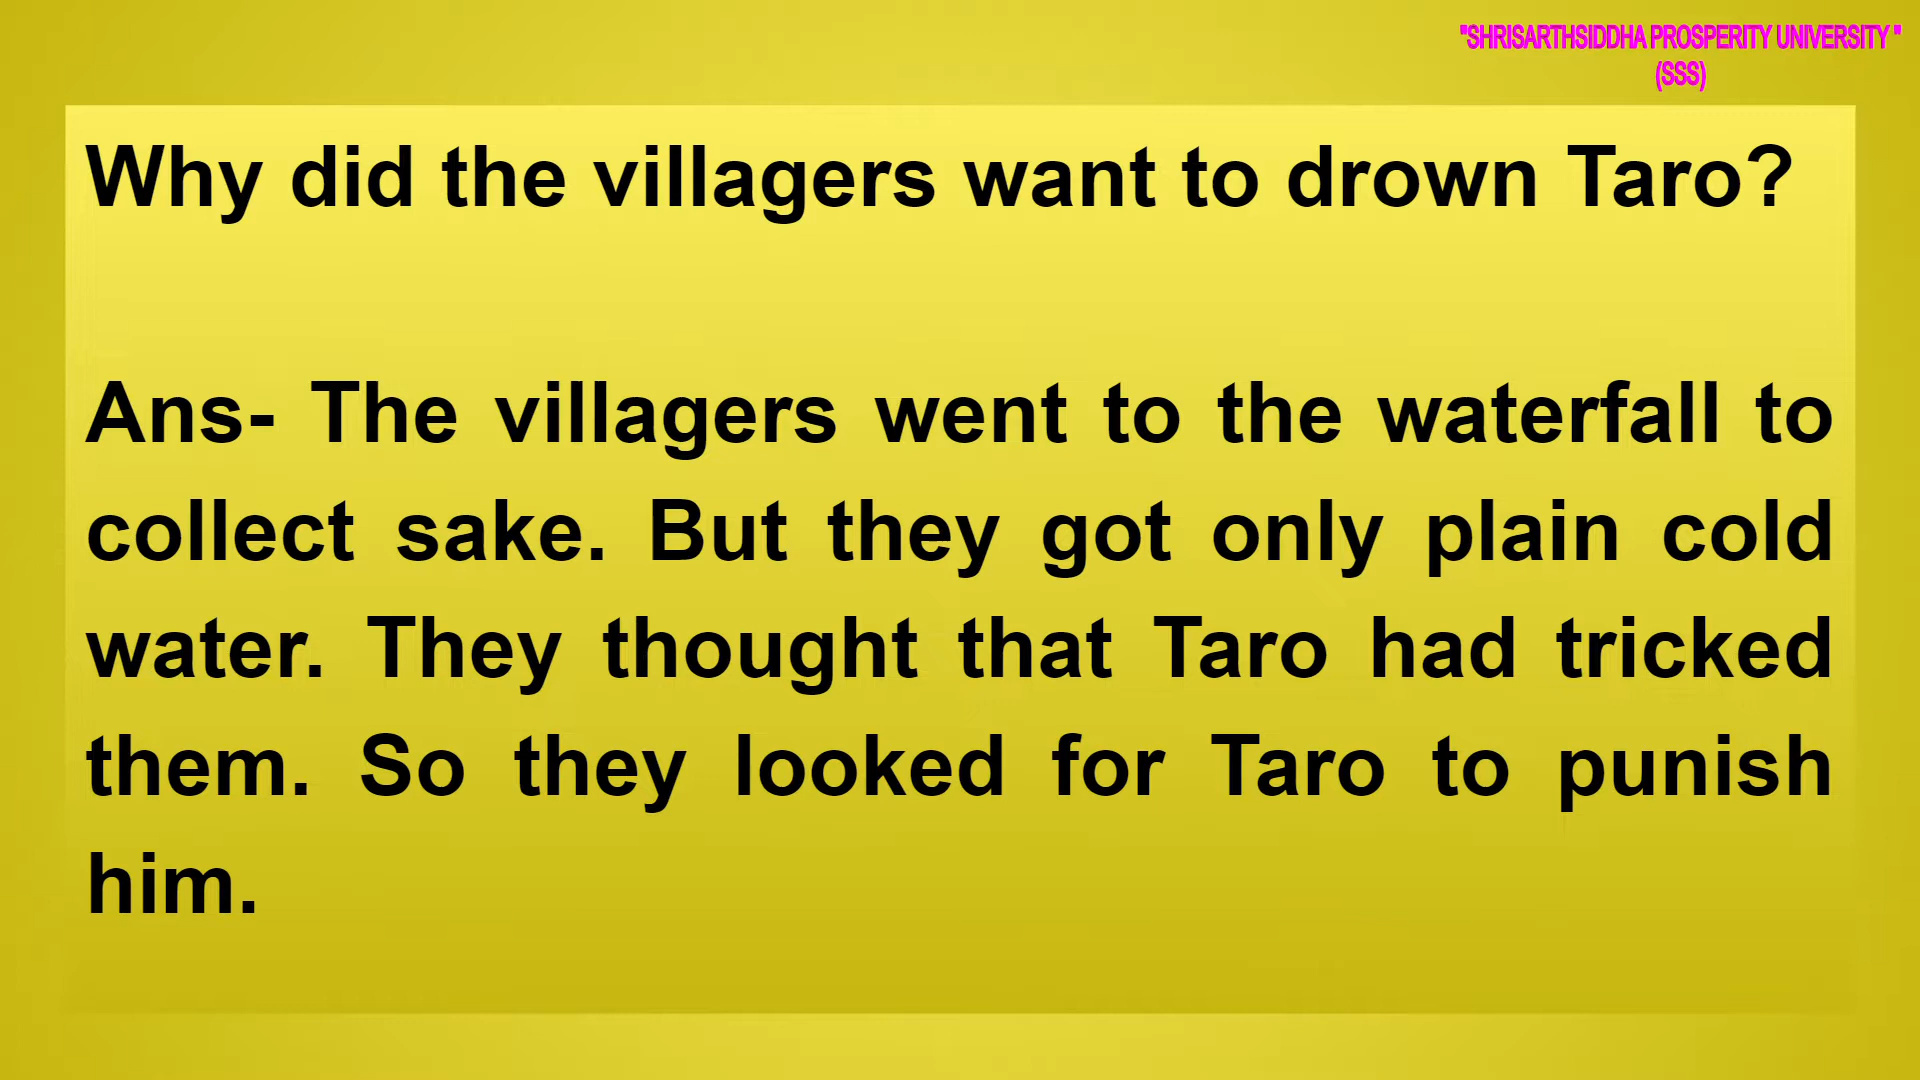 "SHRISARTHSIDDHA PROSPERITY UNIVERSITY "
(SSS)
Why did the villagers want to drown Taro?
Ans- The villagers went to the waterfall to
collect sake. But they got only plain cold
water. They thought that Taro had tricked
them. So they looked for Taro to punish
him.